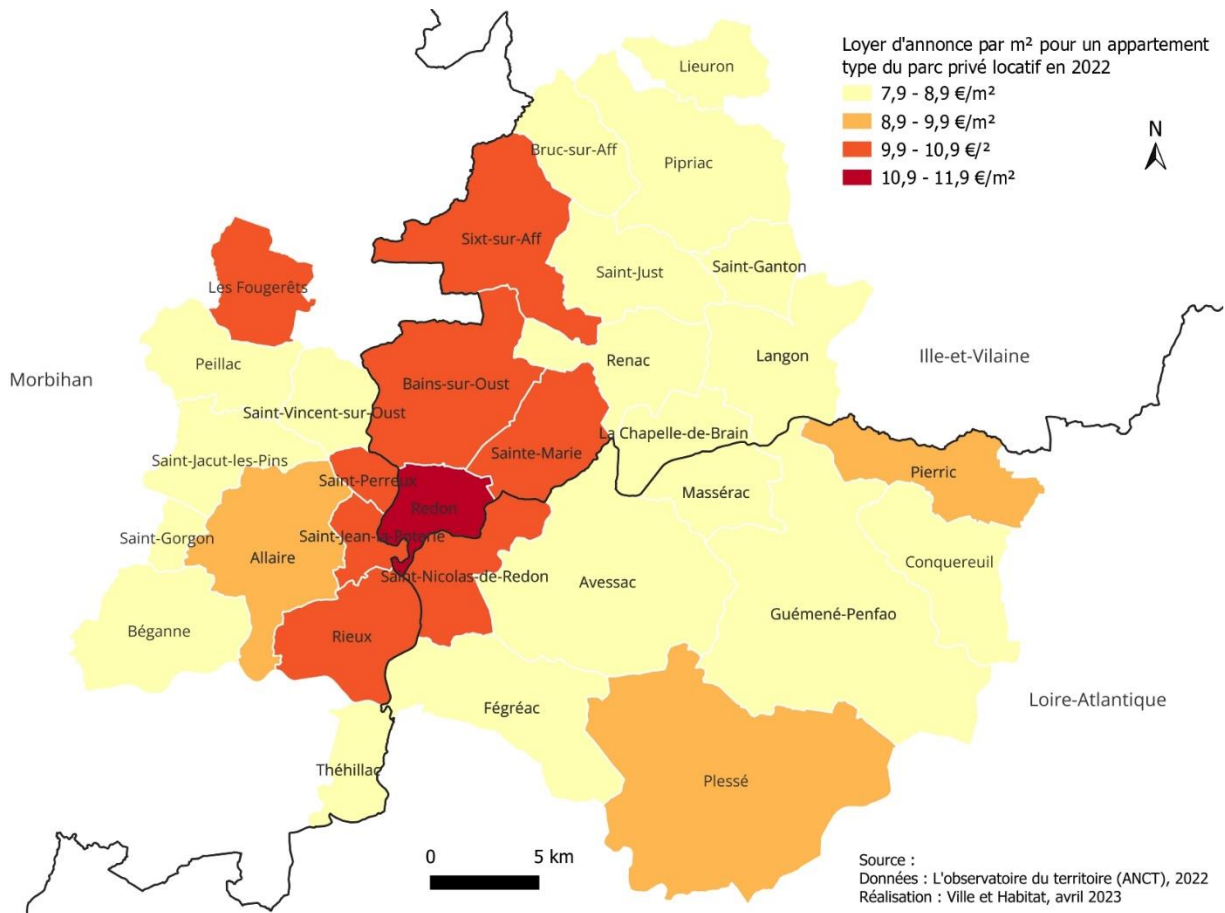 Loyer d'annonce par m² pour un appartement
type du parc privé locatif en 2022
7,9 - 8,9 €/m²
8,9 - 9,9 €/m²
9,9 - 10,9 €/²
10,9 - 11,9 €/m²
N
Lieuron
Bruc-sur-Aff
Pipriac
Sixt-sur-Aff
Saint-Just
Saint-Ganton
Les Fougerêts
Morbihan
Peillac
Renac
Langon
Ille-et-Vilaine
Bains-sur-Oust
Saint-Vincent-sur-Oust
La Chapelle-de-Brain
Saint-Jacut-les-Pins
Sainte-Marie
Saint-Perreux
Pierric
Redon
Massérac
Saint-Gorgon
Allaire
Saint-Jean-la-Poterie
Saint-Nicolas-de-Redon
Avessac
Conquereuil
Guémené-Penfao
Béganne
Rieux
Loire-Atlantique
Fégréac
Théhillac
Plessé
0 5 km
Source :
Données : L'observatoire du territoire (ANCT), 2022
Réalisation : Ville et Habitat, avril 2023